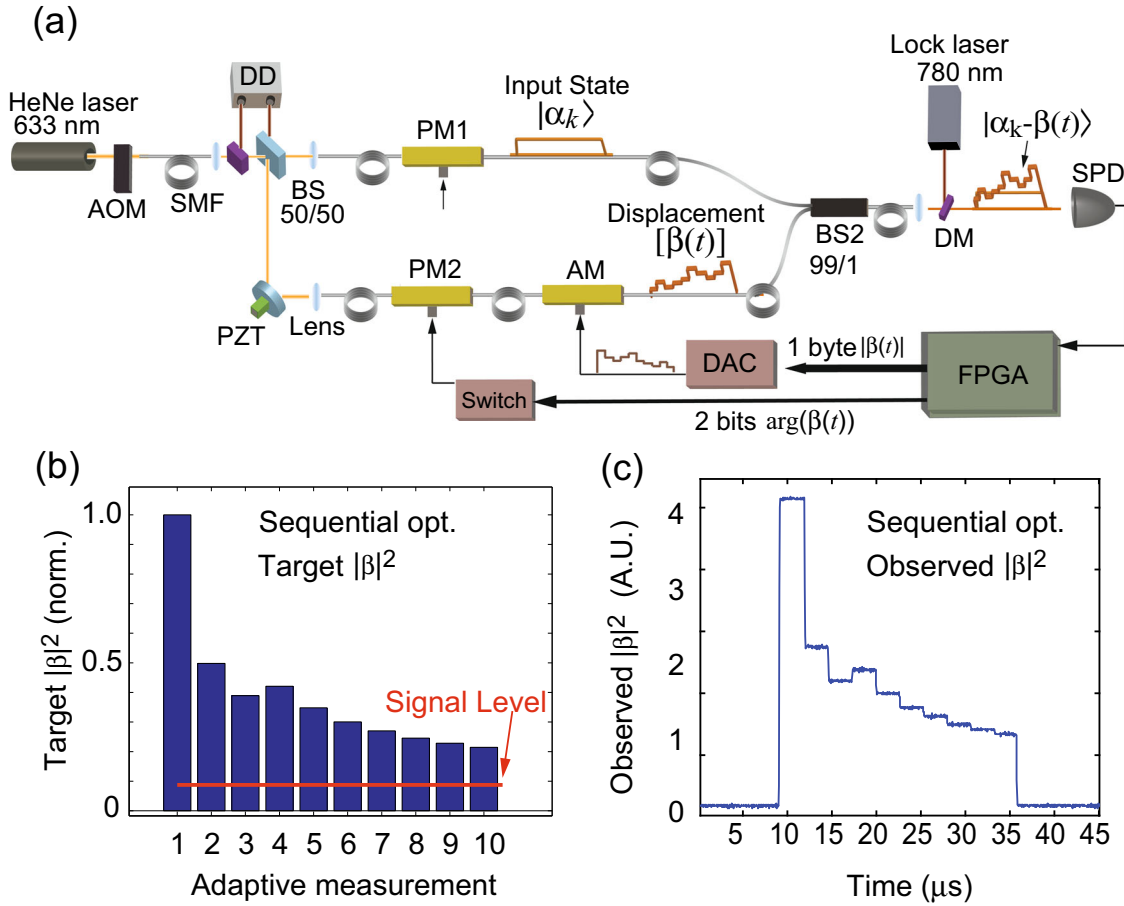 (a)
HeNe laser
633 nm
AOM
SMF
DD
BS
50/50
PM1
Input State
|αk⟩
Lock laser
780 nm
|αk-β(t)⟩
SPD
DM
BS2
99/1
Displacement
[β(t)]
PZT
Lens
PM2
AM
DAC
1 byte |β(t)|
FPGA
Switch
2 bits arg(β(t))
(b)
Target |β|² (norm.)
1.0
0.5
0
Sequential opt.
Target |β|²
Signal Level
1 2 3 4 5 6 7 8 9 10
Adaptive measurement
(c)
Observed |β|² (A.U.)
4
3
2
1
0
Sequential opt.
Observed |β|²
5 10 15 20 25 30 35 40 45
Time (μs)